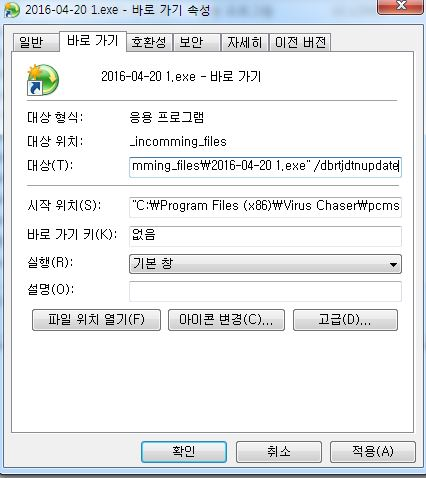 2016-04-20 1.exe - 바로 가기 속성
일반 바로 가기 호환성 보안 자세히 이전 버전
2016-04-20 1.exe - 바로 가기
대상 형식: 응용 프로그램
대상 위치: _incomming_files
대상(T): mming_files\2016-04-20 1.exe" /dbrtjdtnupdate
시작 위치(S): "C:\Program Files (x86)\Virus Chaser\pcms
바로 가기 키(K): 없음
실행(R): 기본 창
설명(O):
파일 위치 열기(F) 아이콘 변경(C)... 고급(D)...
확인 취소 적용(A)